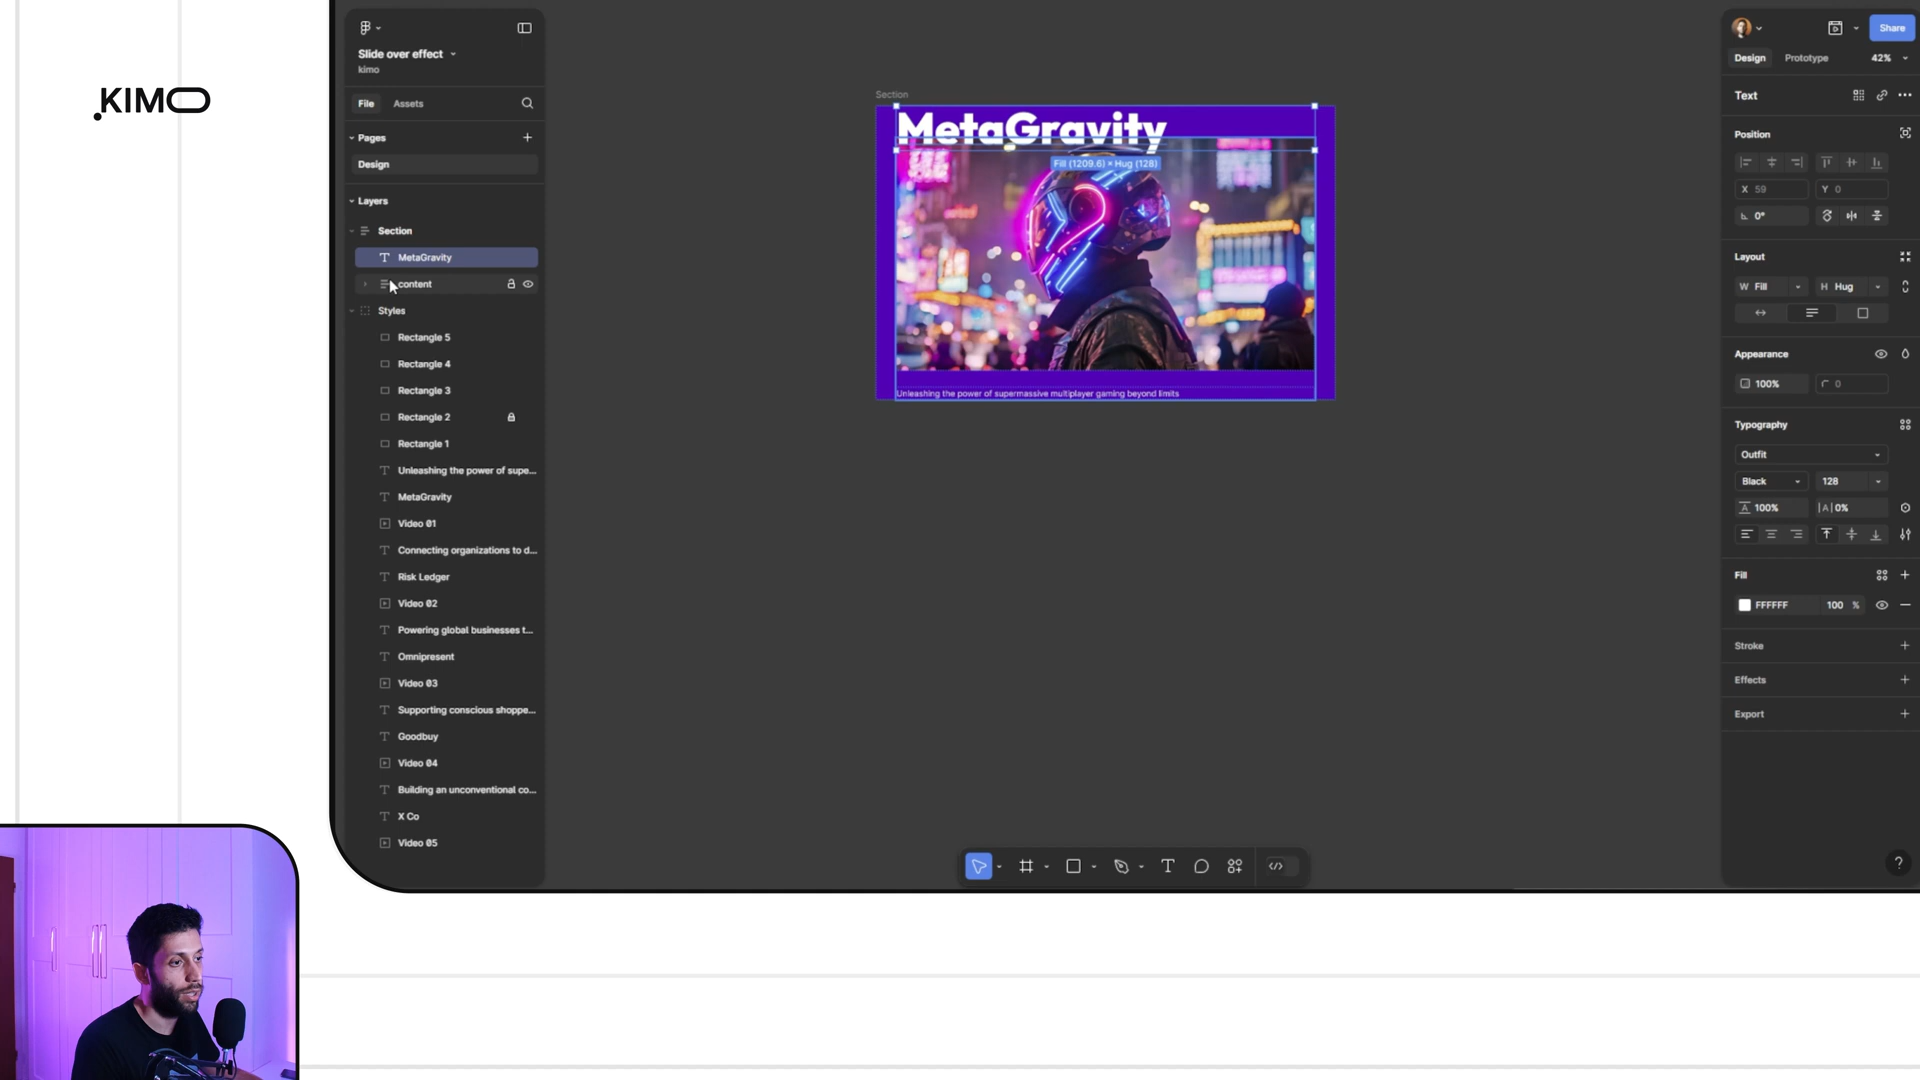 KIMO
Slide over effect
kimo
File
Assets
Pages
Design
Layers
Section
MetaGravity
content
Styles
Rectangle 5
Rectangle 4
Rectangle 3
Rectangle 2
Rectangle 1
Unleashing the power of supe...
MetaGravity
Video 01
Connecting organizations to d...
Risk Ledger
Video 02
Powering global businesses t...
Omnipresent
Video 03
Supporting conscious shoppe...
Goodbuy
Video 04
Building an unconventional co...
X Co
Video 05
Section
MetaGravity
Fill (1209.6) × Hug (128)
Unleashing the power of supermassive multiplayer gaming beyond limits
Share
Design
Prototype
42%
Text
Position
X 59
Y 0
0°
Layout
W Fill
H Hug
Appearance
100%
0
Typography
Outfit
Black
128
100%
0%
Fill
FFFFFF
100 %
Stroke
Effects
Export
?